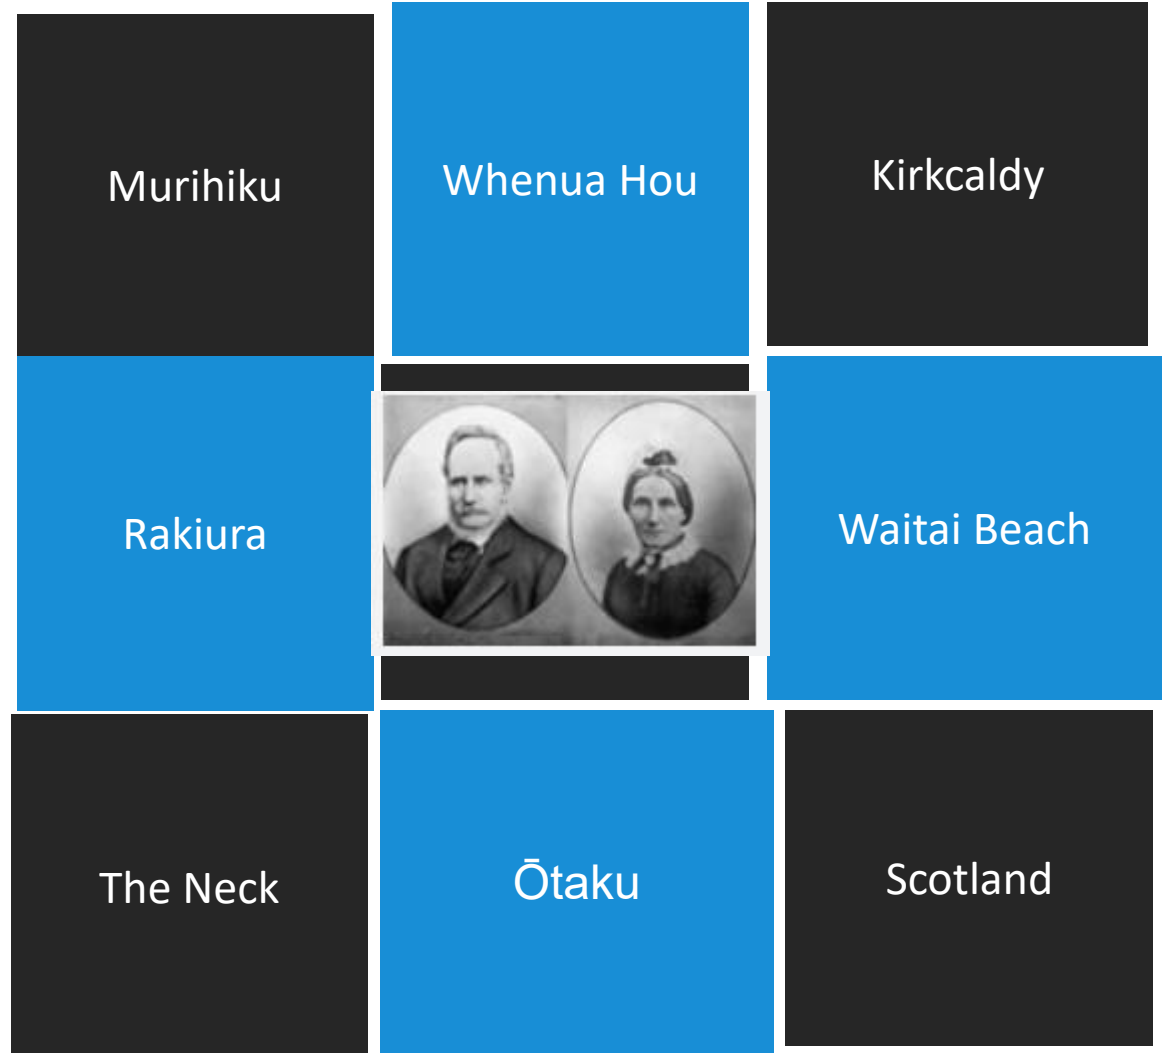 Murihiku
Whenua Hou
Kirkcaldy
Rakiura
Waitai Beach
The Neck
Ōtaku
Scotland